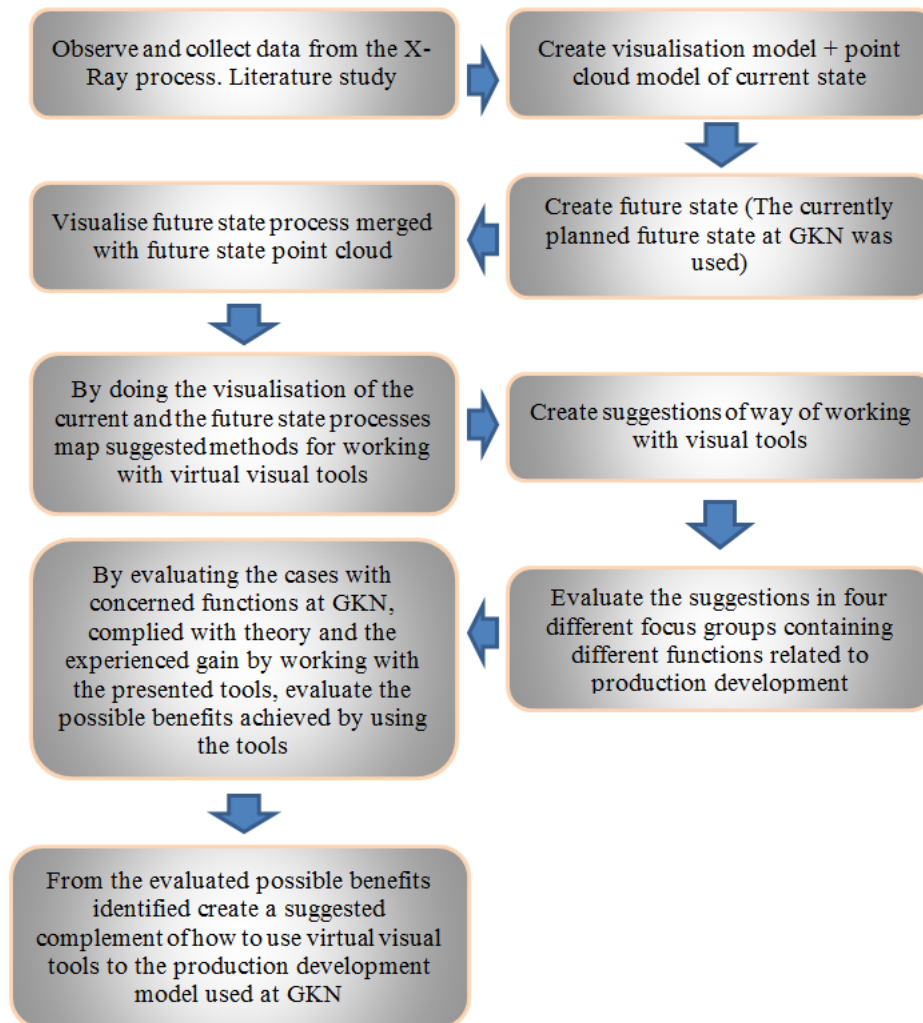 Observe and collect data from the X-
Ray process. Literature study
Create visualisation model + point
cloud model of current state
Create future state (The currently
planned future state at GKN was
used)
Visualise future state process merged
with future state point cloud
By doing the visualisation of the
current and the future state processes
map suggested methods for working
with virtual visual tools
Create suggestions of way of working
with visual tools
Evaluate the suggestions in four
different focus groups containing
different functions related to
production development
By evaluating the cases with
concerned functions at GKN,
complied with theory and the
experienced gain by working with
the presented tools, evaluate the
possible benefits achieved by using
the tools
From the evaluated possible benefits
identified create a suggested
complement of how to use virtual visual
tools to the production development
model used at GKN